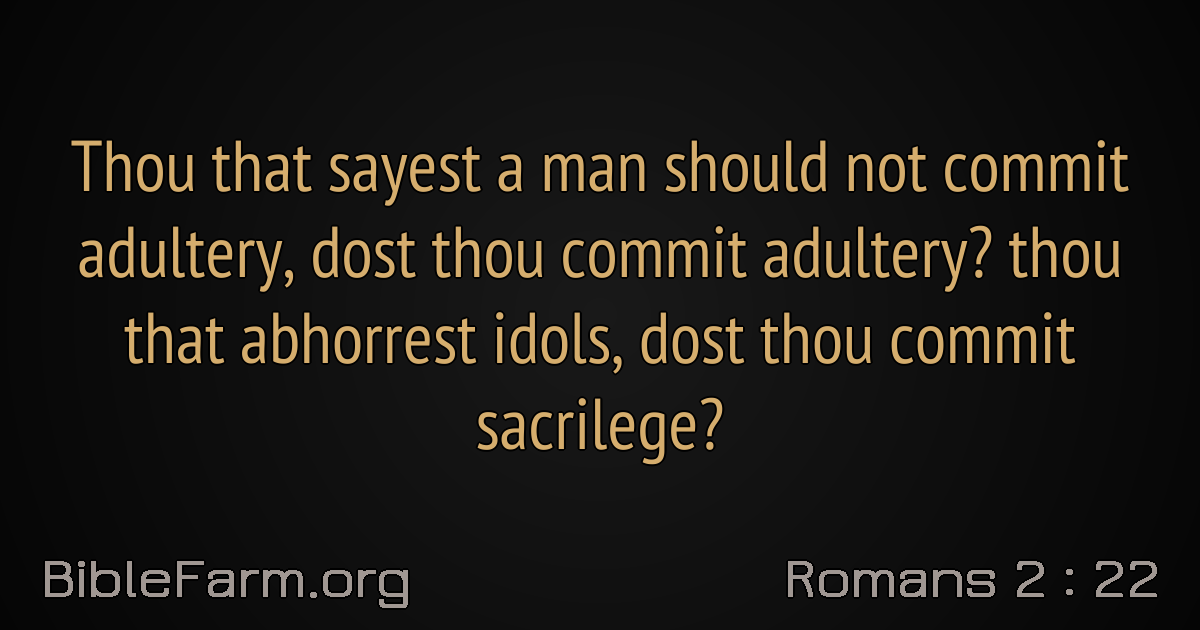 Thou that sayest a man should not commit
adultery, dost thou commit adultery? thou
that abhorrest idols, dost thou commit
sacrilege?
BibleFarm.org
Romans 2 : 22